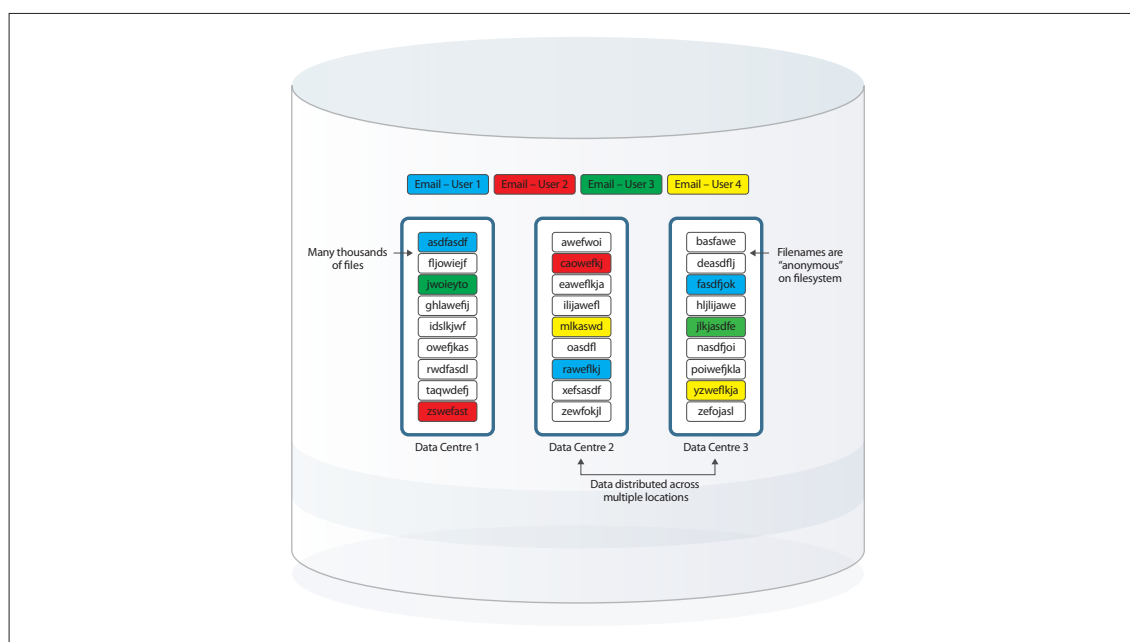 Email – User 1
Email – User 2
Email – User 3
Email – User 4
Many thousands
of files
asdfasdf
fljowiejf
jwoieyto
ghlawefij
idslkjwf
owefjkas
rwdfasdl
taqwdefj
zswefast
Data Centre 1
awefwoi
caowefkj
eaweflkja
ilijawefl
mlkaswd
oasdfl
raweflkj
xefsasdf
zewfokjl
Data Centre 2
basfawe
deasdflj
fasdfjok
hljlijawe
jlkjasdfe
nasdfjoi
poiwefjkla
yzweflkja
zefojasl
Data Centre 3
Filenames are
“anonymous”
on filesystem
Data distributed across
multiple locations